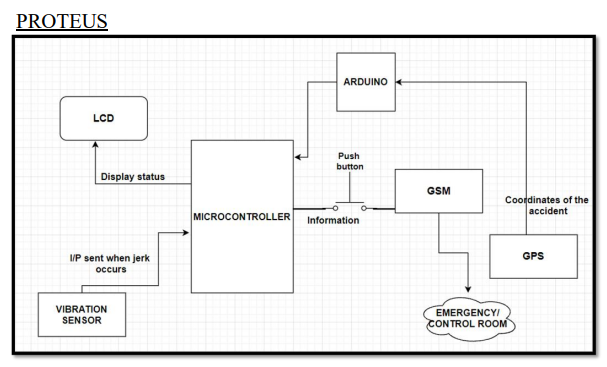 PROTEUS
ARDUINO
LCD
Push
button
Display status
GSM
MICROCONTROLLER
Information
Coordinates of the
accident
I/P sent when jerk
occurs
GPS
VIBRATION
SENSOR
EMERGENCY/
CONTROL ROOM